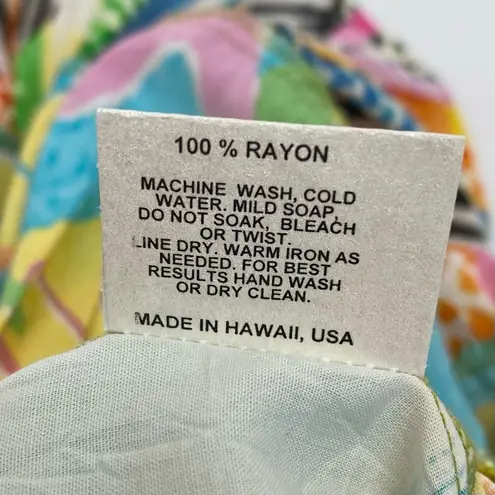 100 % RAYON
MACHINE WASH, COLD
WATER. MILD SOAP,
DO NOT SOAK, BLEACH
OR TWIST.
LINE DRY. WARM IRON AS
NEEDED. FOR BEST
RESULTS HAND WASH
OR DRY CLEAN.
MADE IN HAWAII, USA